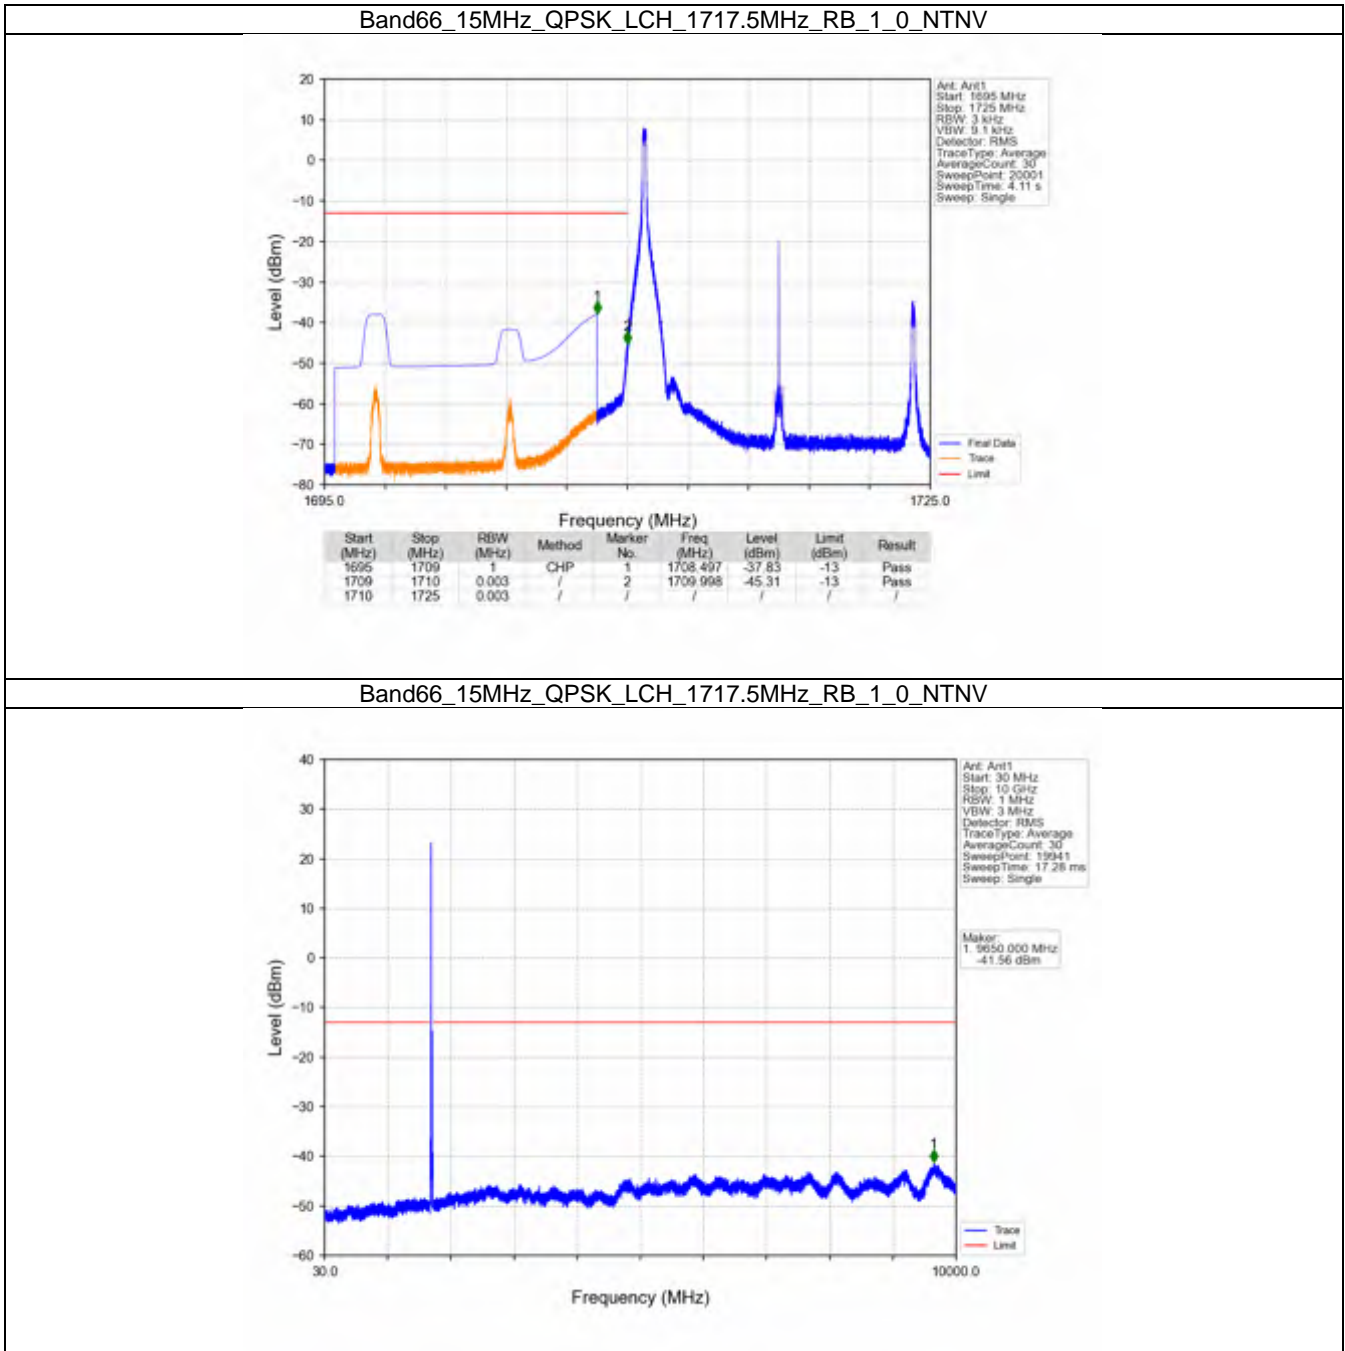 Band66_15MHz_QPSK_LCH_1717.5MHz_RB_1_0_NTNV
20
10
0
−10
−20
−30
−40
−50
−60
−70
−80
Level (dBm)
1
2
1695.0
1725.0
Frequency (MHz)
Ant: Ant1
Start: 1695 MHz
Stop: 1725 MHz
RBW: 3 kHz
VBW: 9.1 kHz
Detector: RMS
TraceType: Average
AverageCount: 30
SweepPoint: 20001
SweepTime: 4.11 s
Sweep: Single
Final Data
Trace
Limit
Start (MHz) Stop (MHz) RBW (MHz) Method Marker No. Freq (MHz) Level (dBm) Limit (dBm) Result
1695 1709 1 CHP 1 1708.497 -37.83 -13 Pass
1709 1710 0.003 / 2 1709.998 -45.31 -13 Pass
1710 1725 0.003 / / / / / /
Band66_15MHz_QPSK_LCH_1717.5MHz_RB_1_0_NTNV
40
30
20
10
0
−10
−20
−30
−40
−50
−60
Level (dBm)
1
30.0
10000.0
Frequency (MHz)
Ant: Ant1
Start: 30 MHz
Stop: 10 GHz
RBW: 1 MHz
VBW: 3 MHz
Detector: RMS
TraceType: Average
AverageCount: 30
SweepPoint: 19941
SweepTime: 17.28 ms
Sweep: Single
Maker:
1. 9650.000 MHz
-41.56 dBm
Trace
Limit